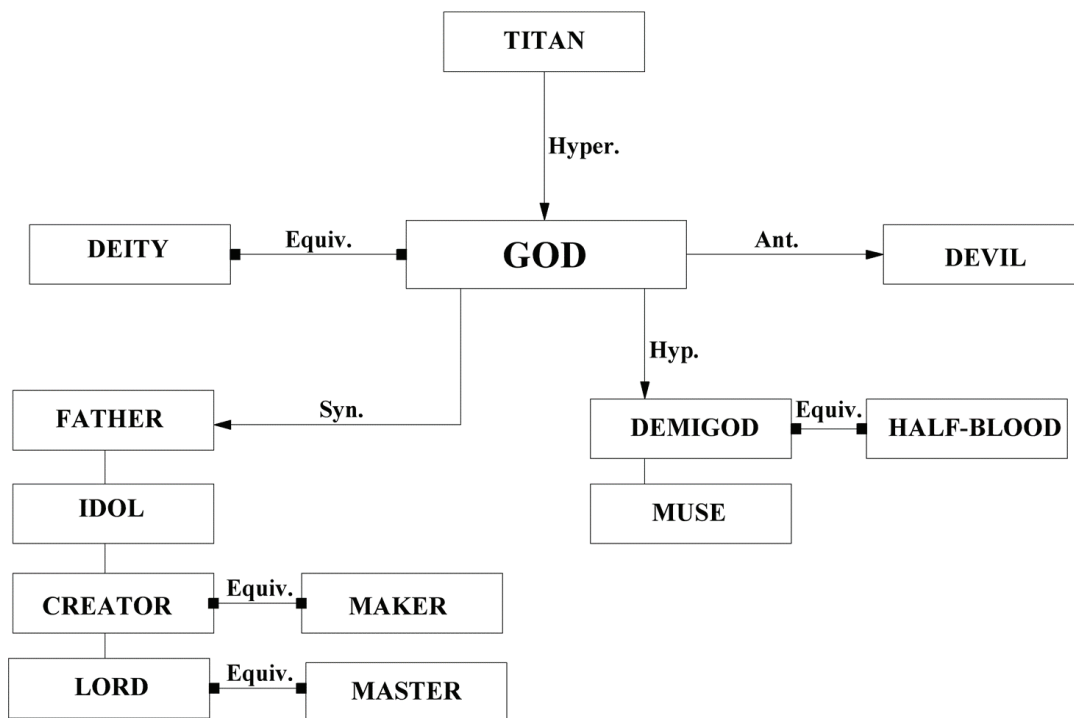 TITAN
Hyper.
DEITY
Equiv.
GOD
Ant.
DEVIL
Hyp.
FATHER
Syn.
DEMIGOD
Equiv.
HALF-BLOOD
IDOL
MUSE
CREATOR
Equiv.
MAKER
LORD
Equiv.
MASTER